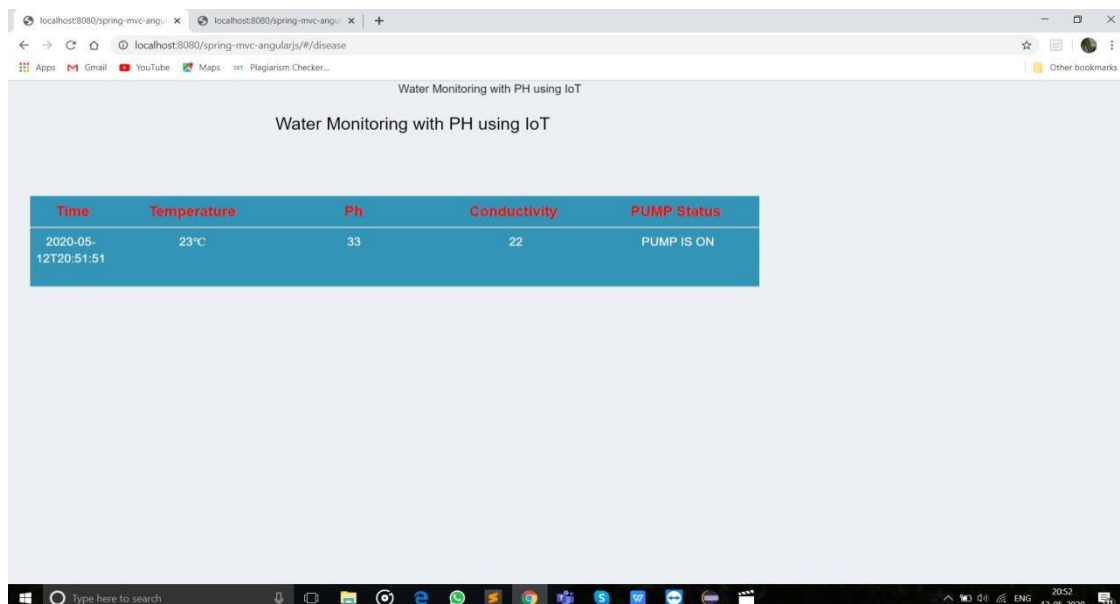 localhost:8080/spring-mvc-angu
localhost:8080/spring-mvc-angu
localhost:8080/spring-mvc-angularjs/#/disease
Apps Gmail YouTube Maps SST Plagiarism Checker... Other bookmarks
Water Monitoring with PH using IoT
Water Monitoring with PH using IoT
Time Temperature Ph Conductivity PUMP Status
2020-05- 23℃ 33 22 PUMP IS ON
12T20:51:51
Type here to search ENG 20:52